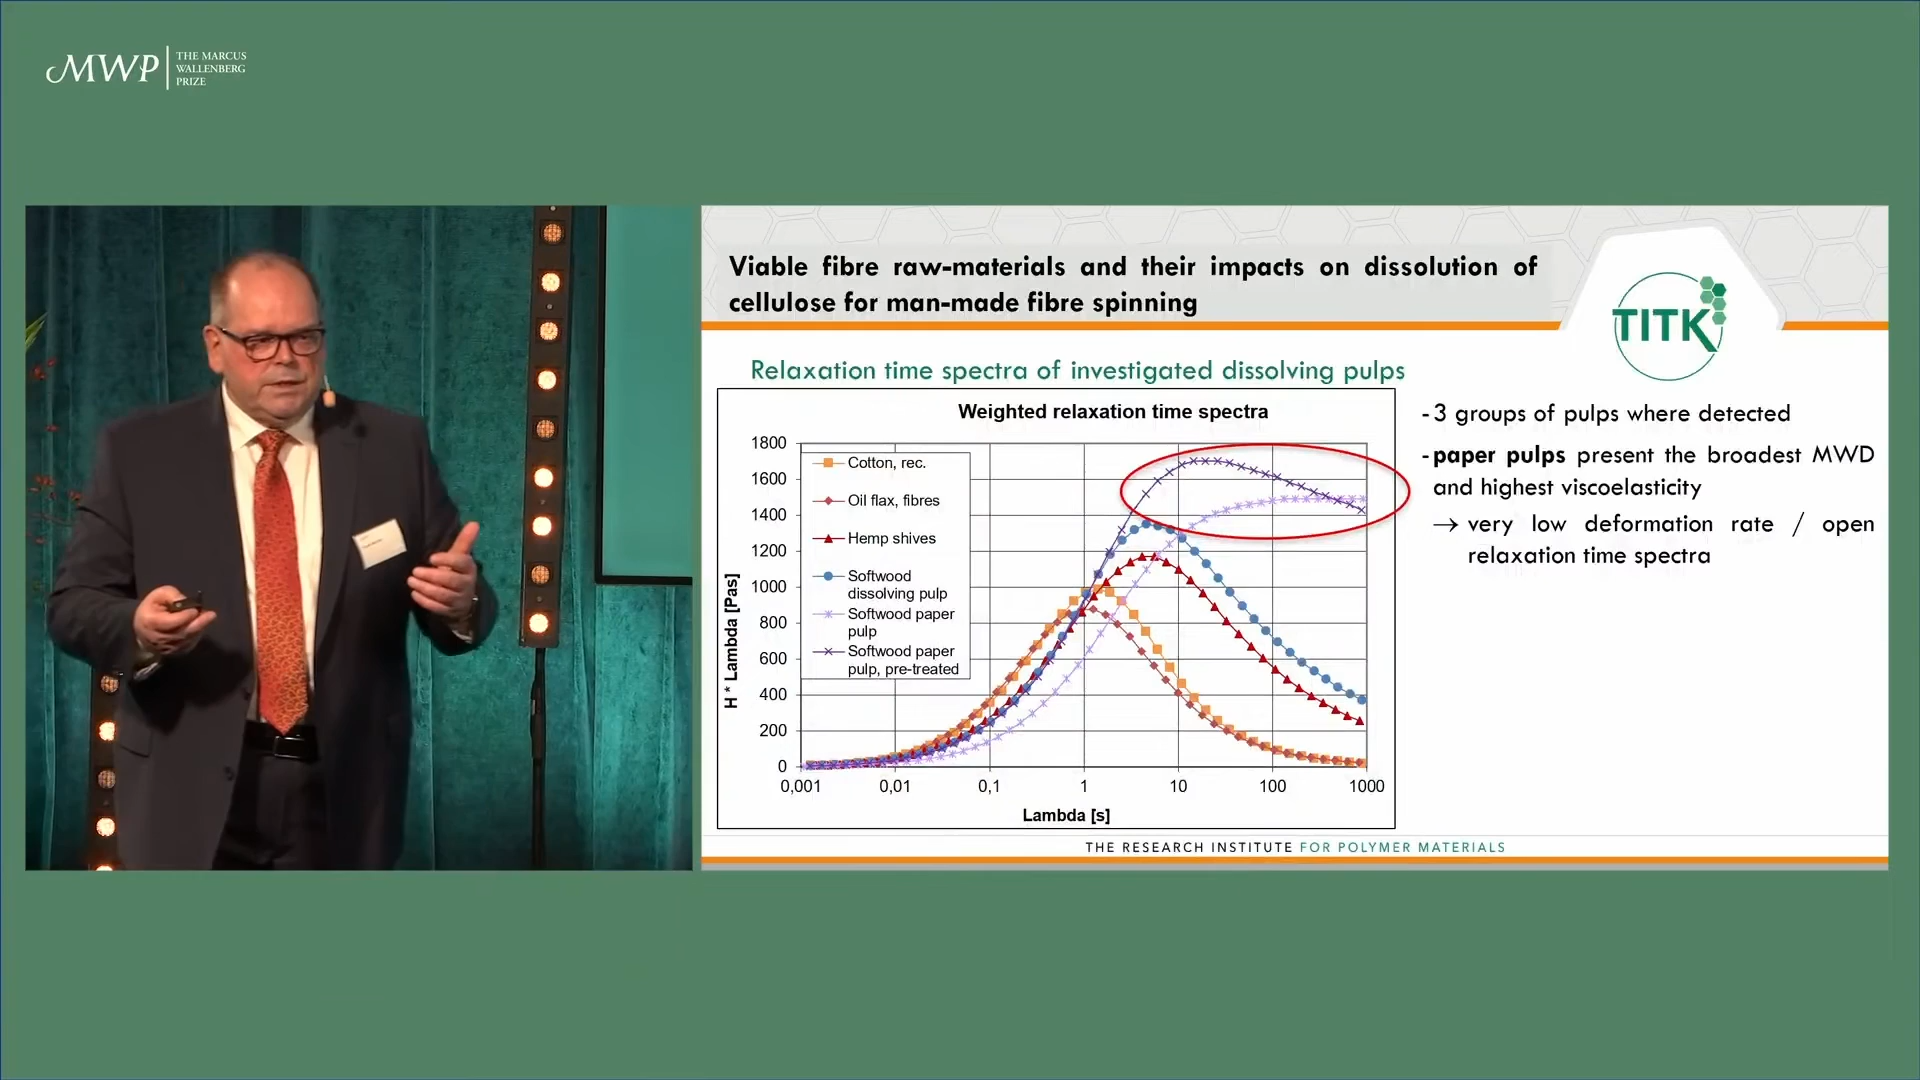 MWP
THE MARCUS
WALLENBERG
PRIZE
Viable fibre raw-materials and their impacts on dissolution of
cellulose for man-made fibre spinning
TITK
Relaxation time spectra of investigated dissolving pulps
Weighted relaxation time spectra
H * Lambda [Pas]
1800
1600
1400
1200
1000
800
600
400
200
0
Cotton, rec.
Oil flax, fibres
Hemp shives
Softwood
dissolving pulp
Softwood paper
pulp
Softwood paper
pulp, pre-treated
0,001 0,01 0,1 1 10 100 1000
Lambda [s]
- 3 groups of pulps where detected
- paper pulps present the broadest MWD
and highest viscoelasticity
→ very low deformation rate / open
relaxation time spectra
THE RESEARCH INSTITUTE FOR POLYMER MATERIALS